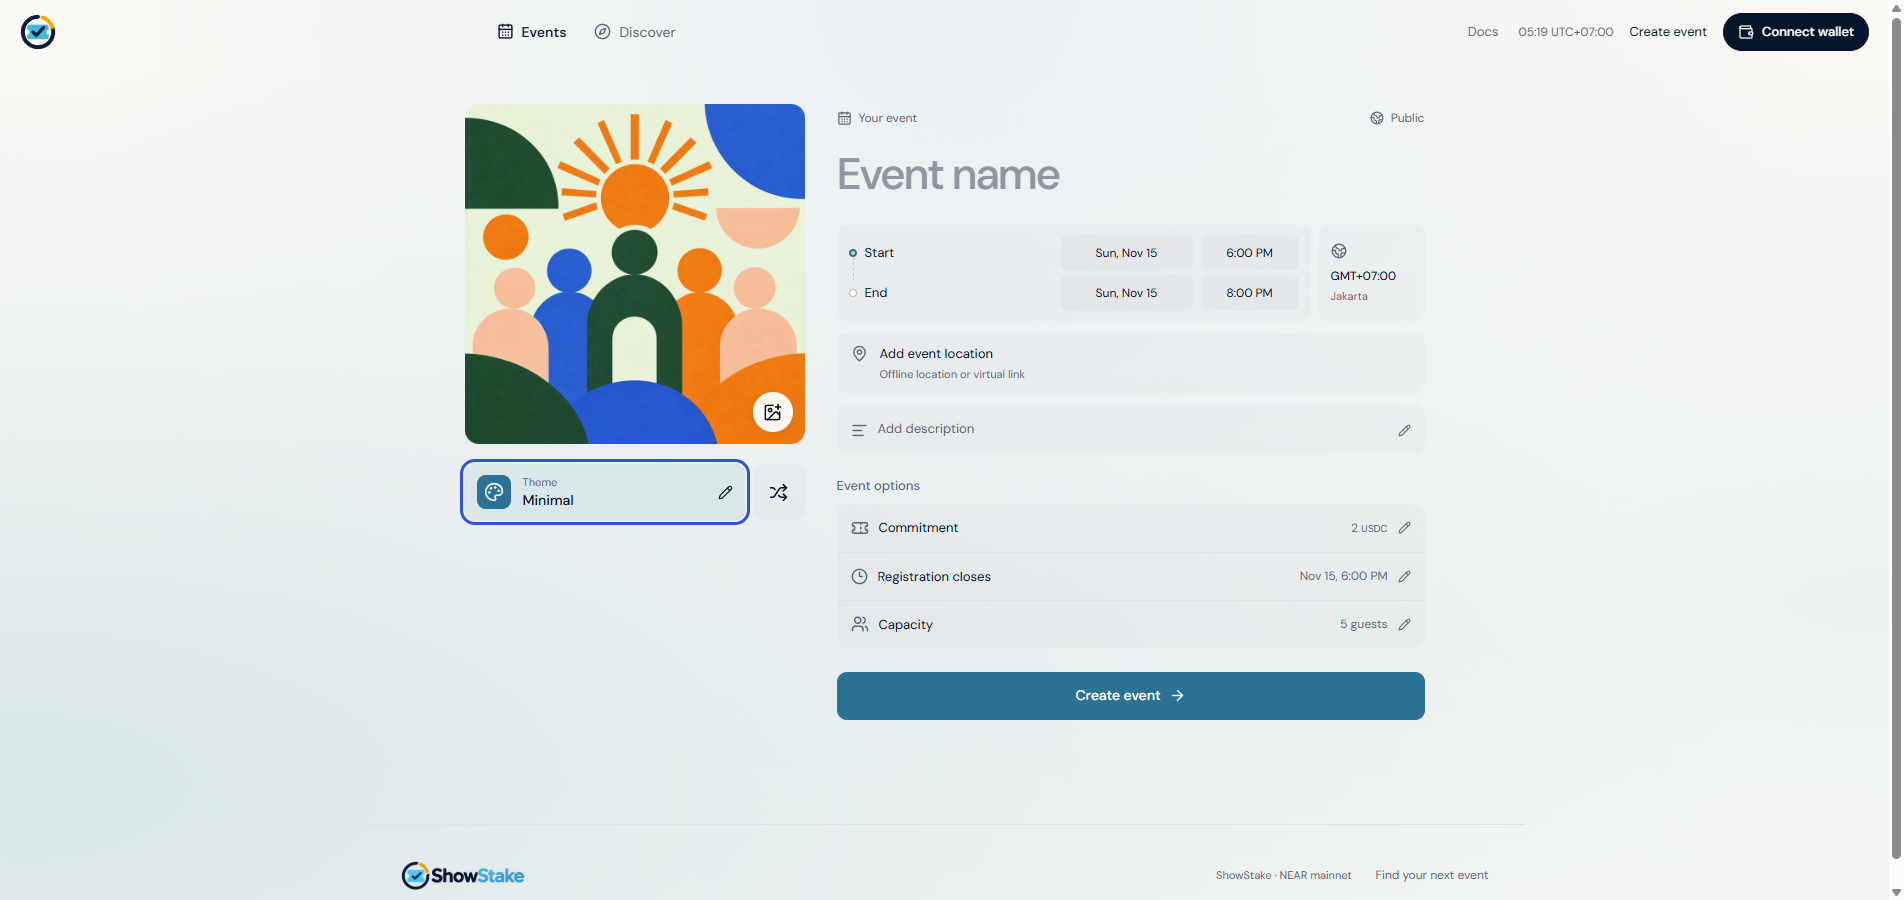 Events
Discover
Docs
05:19 UTC+07:00
Create event
Connect wallet
Your event
Public
Event name
Start
Sun, Nov 15
6:00 PM
End
Sun, Nov 15
8:00 PM
GMT+07:00
Jakarta
Add event location
Offline location or virtual link
Add description
Theme
Minimal
Event options
Commitment
2 USDC
Registration closes
Nov 15, 6:00 PM
Capacity
5 guests
Create event
ShowStake
ShowStake · NEAR mainnet
Find your next event